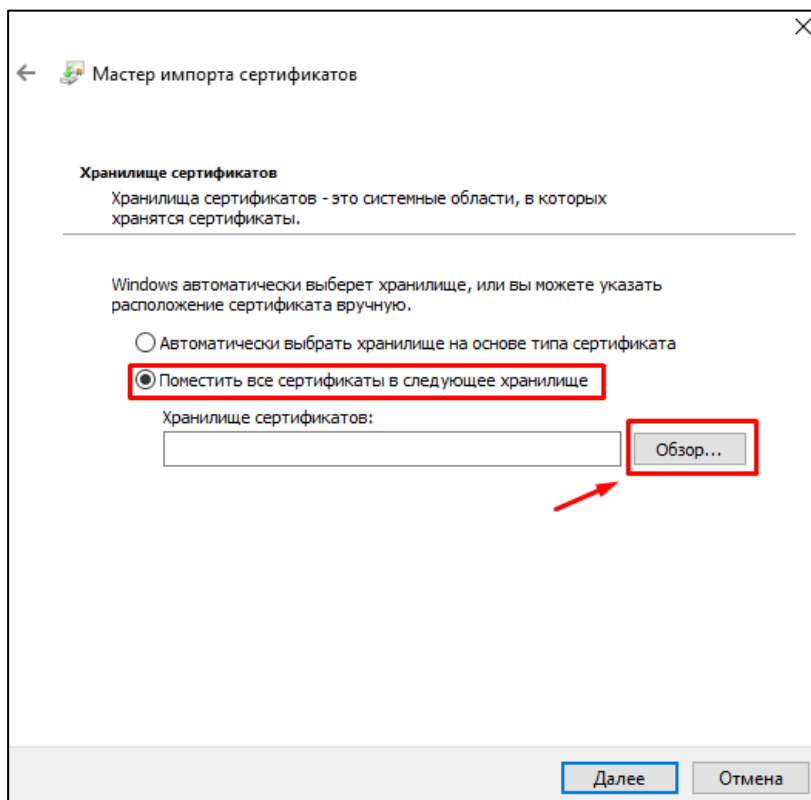 Мастер импорта сертификатов
Хранилище сертификатов
Хранилища сертификатов - это системные области, в которых
хранятся сертификаты.
Windows автоматически выберет хранилище, или вы можете указать
расположение сертификата вручную.
Автоматически выбрать хранилище на основе типа сертификата
Поместить все сертификаты в следующее хранилище
Хранилище сертификатов:
Обзор...
Далее
Отмена